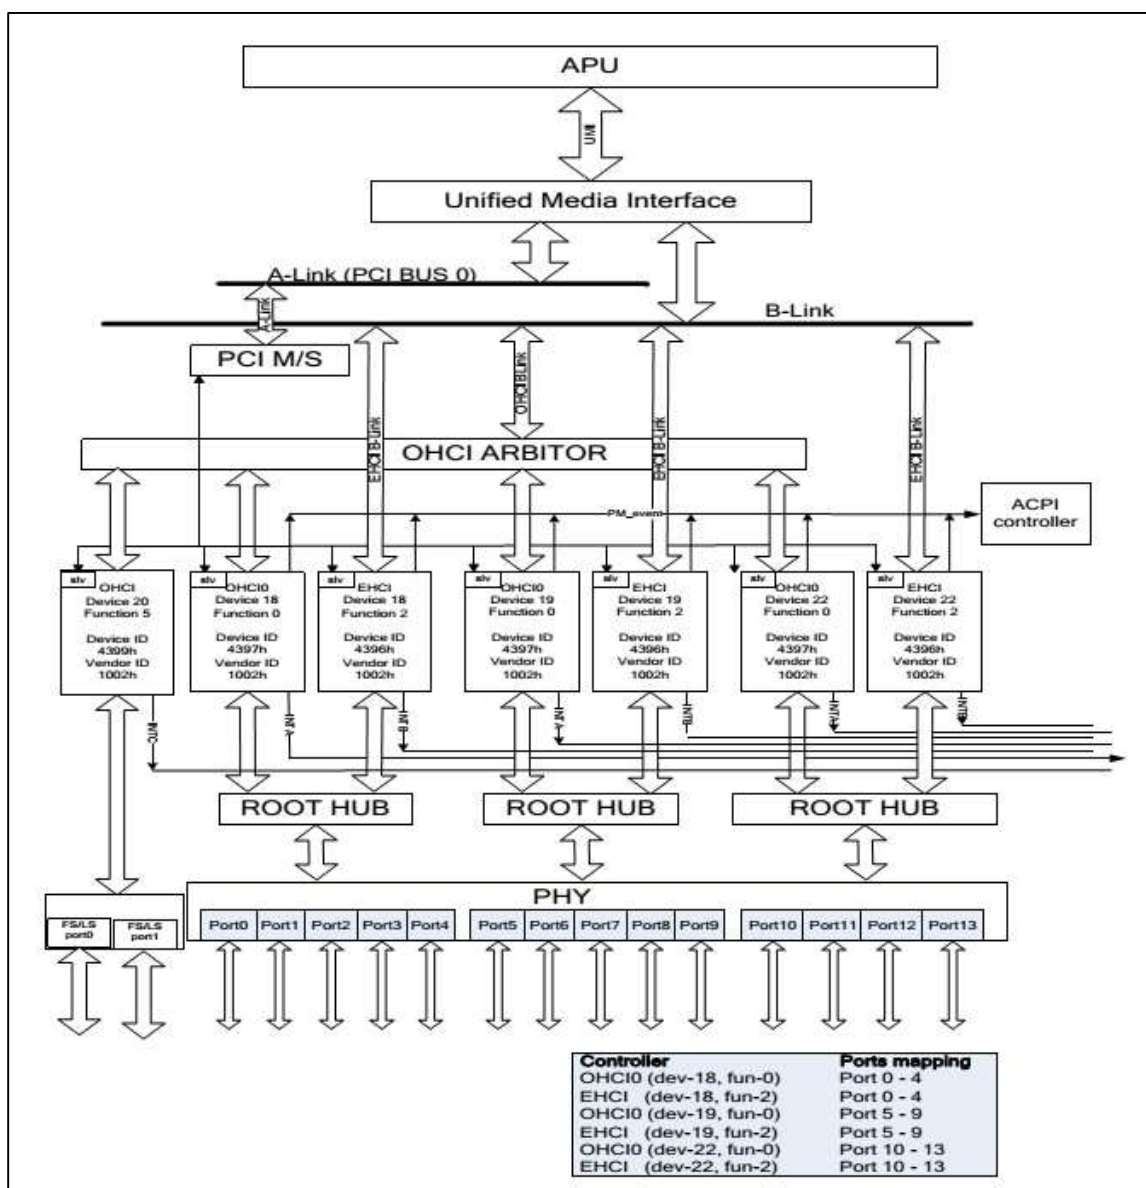 APU
UMI
Unified Media Interface
A-Link (PCI BUS 0)
A-Link
B-Link
PCI M/S
EHCI B-Link
OHCI BLink
EHCI B-Link
EHCI B-Link
OHCI ARBITOR
PM_event
ACPI
controller
slv
OHCI
Device 20
Function 5
Device ID
4399h
Vendor ID
1002h
slv
OHCI0
Device 18
Function 0
Device ID
4397h
Vendor ID
1002h
slv
EHCI
Device 18
Function 2
Device ID
4396h
Vendor ID
1002h
slv
OHCI0
Device 19
Function 0
Device ID
4397h
Vendor ID
1002h
slv
EHCI
Device 19
Function 2
Device ID
4396h
Vendor ID
1002h
slv
OHCI0
Device 22
Function 0
Device ID
4397h
Vendor ID
1002h
slv
EHCI
Device 22
Function 2
Device ID
4396h
Vendor ID
1002h
INTC
INTA
INTB
INTA
INTB
INTA
INTB
ROOT HUB
ROOT HUB
ROOT HUB
PHY
FS/LS
port0
FS/LS
port1
Port0 Port1 Port2 Port3 Port4 Port5 Port6 Port7 Port8 Port9 Port10 Port11 Port12 Port13
Controller Ports mapping
OHCI0 (dev-18, fun-0) Port 0 - 4
EHCI (dev-18, fun-2) Port 0 - 4
OHCI0 (dev-19, fun-0) Port 5 - 9
EHCI (dev-19, fun-2) Port 5 - 9
OHCI0 (dev-22, fun-0) Port 10 - 13
EHCI (dev-22, fun-2) Port 10 - 13